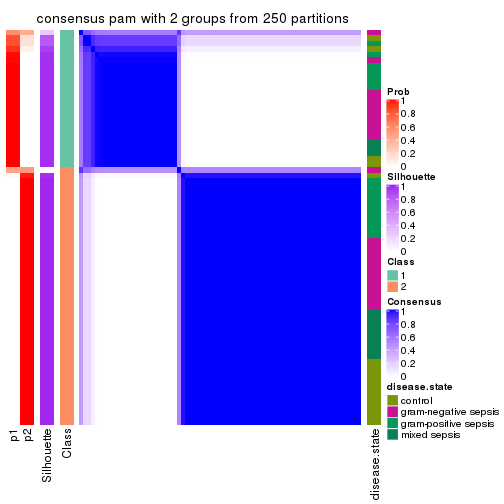 consensus pam with 2 groups from 250 partitions
Prob
1
0.8
0.6
0.4
0.2
0
Silhouette
1
0.8
0.6
0.4
0.2
0
Class
1
2
Consensus
1
0.8
0.6
0.4
0.2
0
disease.state
control
gram-negative sepsis
gram-positive sepsis
mixed sepsis
p1
p2
Silhouette
Class
disease.state